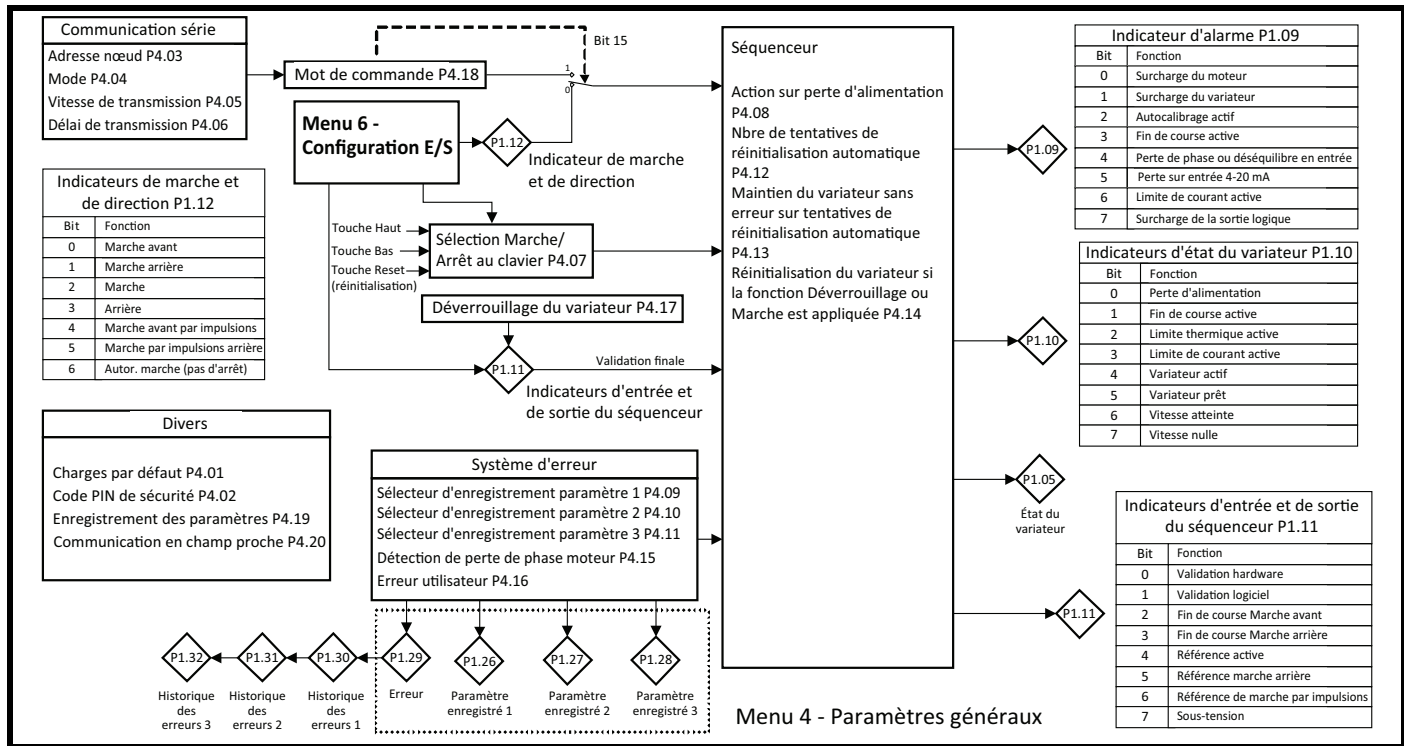 Communication série
Adresse nœud P4.03
Mode P4.04
Vitesse de transmission P4.05
Délai de transmission P4.06
Mot de commande P4.18
Bit 15
1
0
Menu 6 -
Configuration E/S
P1.12
Indicateur de marche
et de direction
Indicateurs de marche et
de direction P1.12
Bit Fonction
0 Marche avant
1 Marche arrière
2 Marche
3 Arrière
4 Marche avant par impulsions
5 Marche par impulsions arrière
6 Autor. marche (pas d'arrêt)
Touche Haut
Touche Bas
Touche Reset
(réinitialisation)
Sélection Marche/
Arrêt au clavier P4.07
Déverrouillage du variateur P4.17
P1.11
Validation finale
Indicateurs d'entrée et
de sortie du séquenceur
Divers
Charges par défaut P4.01
Code PIN de sécurité P4.02
Enregistrement des paramètres P4.19
Communication en champ proche P4.20
Système d'erreur
Sélecteur d'enregistrement paramètre 1 P4.09
Sélecteur d'enregistrement paramètre 2 P4.10
Sélecteur d'enregistrement paramètre 3 P4.11
Détection de perte de phase moteur P4.15
Erreur utilisateur P4.16
P1.32
P1.31
P1.30
P1.29
P1.26
P1.27
P1.28
Historique
des
erreurs 3
Historique
des
erreurs 2
Historique
des
erreurs 1
Erreur
Paramètre
enregistré 1
Paramètre
enregistré 2
Paramètre
enregistré 3
Séquenceur
Action sur perte d'alimentation
P4.08
Nbre de tentatives de
réinitialisation automatique
P4.12
Maintien du variateur sans
erreur sur tentatives de
réinitialisation automatique
P4.13
Réinitialisation du variateur si
la fonction Déverrouillage ou
Marche est appliquée P4.14
P1.09
P1.10
P1.05
État du
variateur
P1.11
Indicateur d'alarme P1.09
Bit Fonction
0 Surcharge du moteur
1 Surcharge du variateur
2 Autocalibrage actif
3 Fin de course active
4 Perte de phase ou déséquilibre en entrée
5 Perte sur entrée 4-20 mA
6 Limite de courant active
7 Surcharge de la sortie logique
Indicateurs d'état du variateur P1.10
Bit Fonction
0 Perte d'alimentation
1 Fin de course active
2 Limite thermique active
3 Limite de courant active
4 Variateur actif
5 Variateur prêt
6 Vitesse atteinte
7 Vitesse nulle
Indicateurs d'entrée et de sortie
du séquenceur P1.11
Bit Fonction
0 Validation hardware
1 Validation logiciel
2 Fin de course Marche avant
3 Fin de course Marche arrière
4 Référence active
5 Référence marche arrière
6 Référence de marche par impulsions
7 Sous-tension
Menu 4 - Paramètres généraux